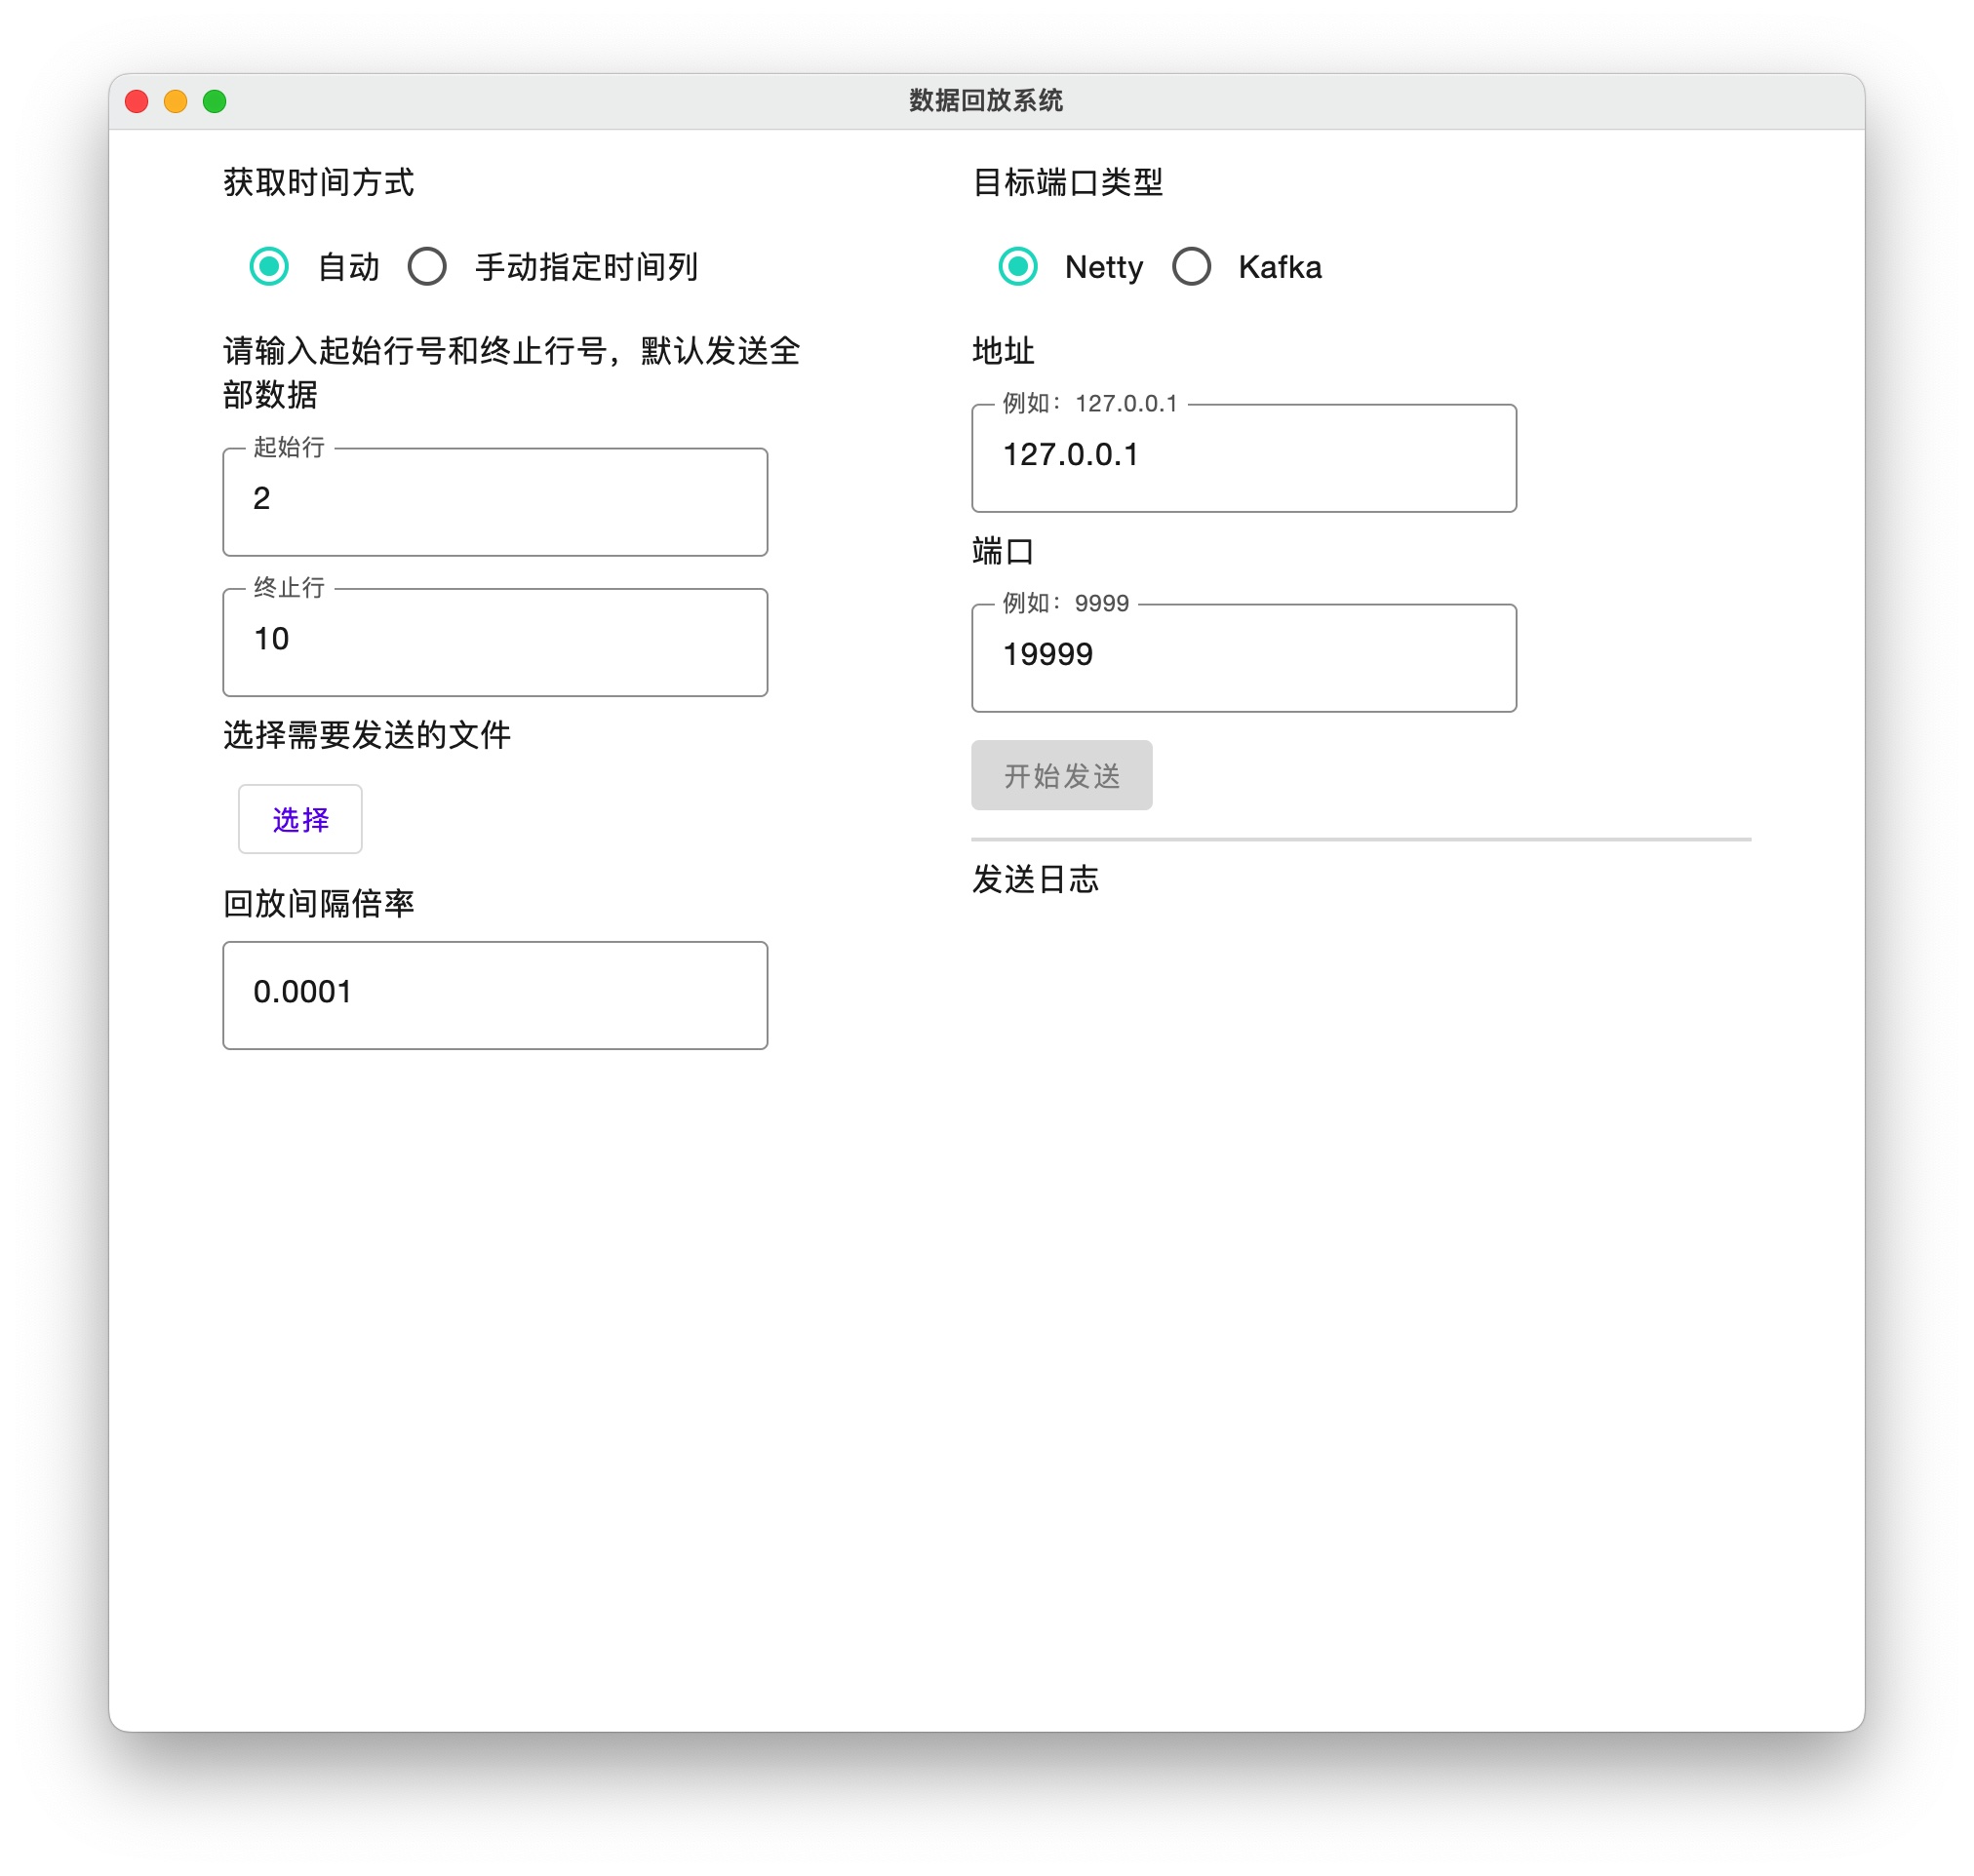 数据回放系统
获取时间方式
自动
手动指定时间列
请输入起始行号和终止行号，默认发送全
部数据
起始行
2
终止行
10
选择需要发送的文件
选择
回放间隔倍率
0.0001
目标端口类型
Netty
Kafka
地址
例如：127.0.0.1
127.0.0.1
端口
例如：9999
19999
开始发送
发送日志